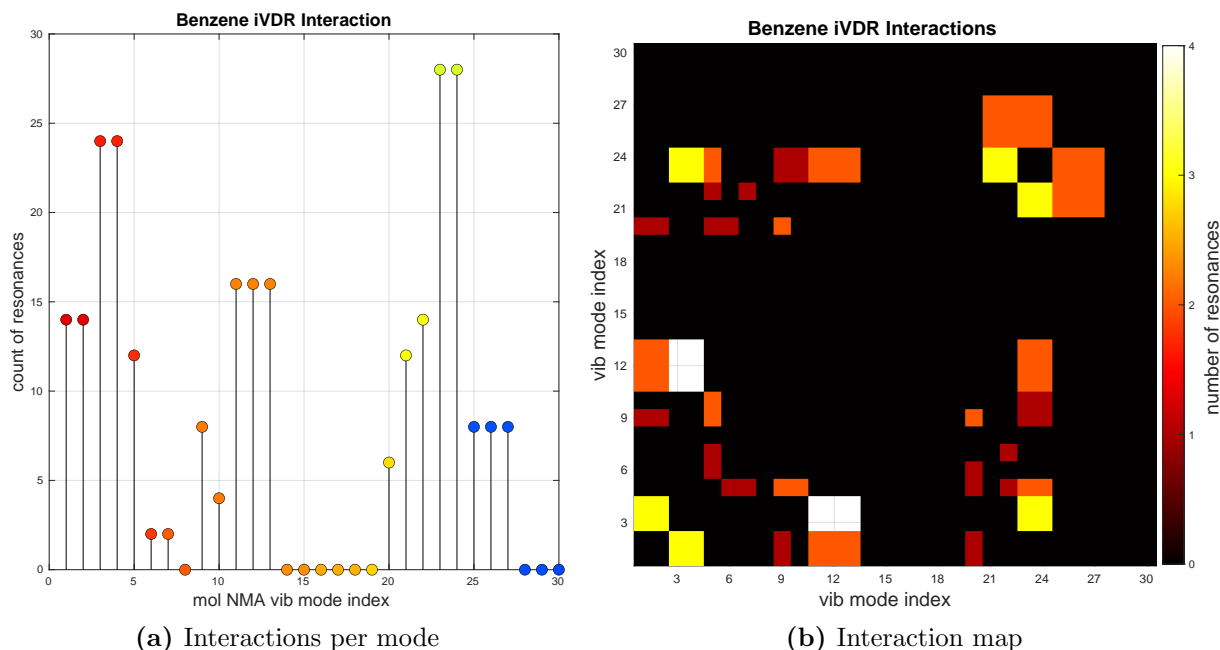 Benzene iVDR Interaction
30
25
20
15
10
5
0
count of resonances
0 5 10 15 20 25 30
mol NMA vib mode index
(a) Interactions per mode
Benzene iVDR Interactions
30
27
24
21
18
15
12
9
6
3
vib mode index
3 6 9 12 15 18 21 24 27 30
vib mode index
4
3
2
1
0
number of resonances
(b) Interaction map